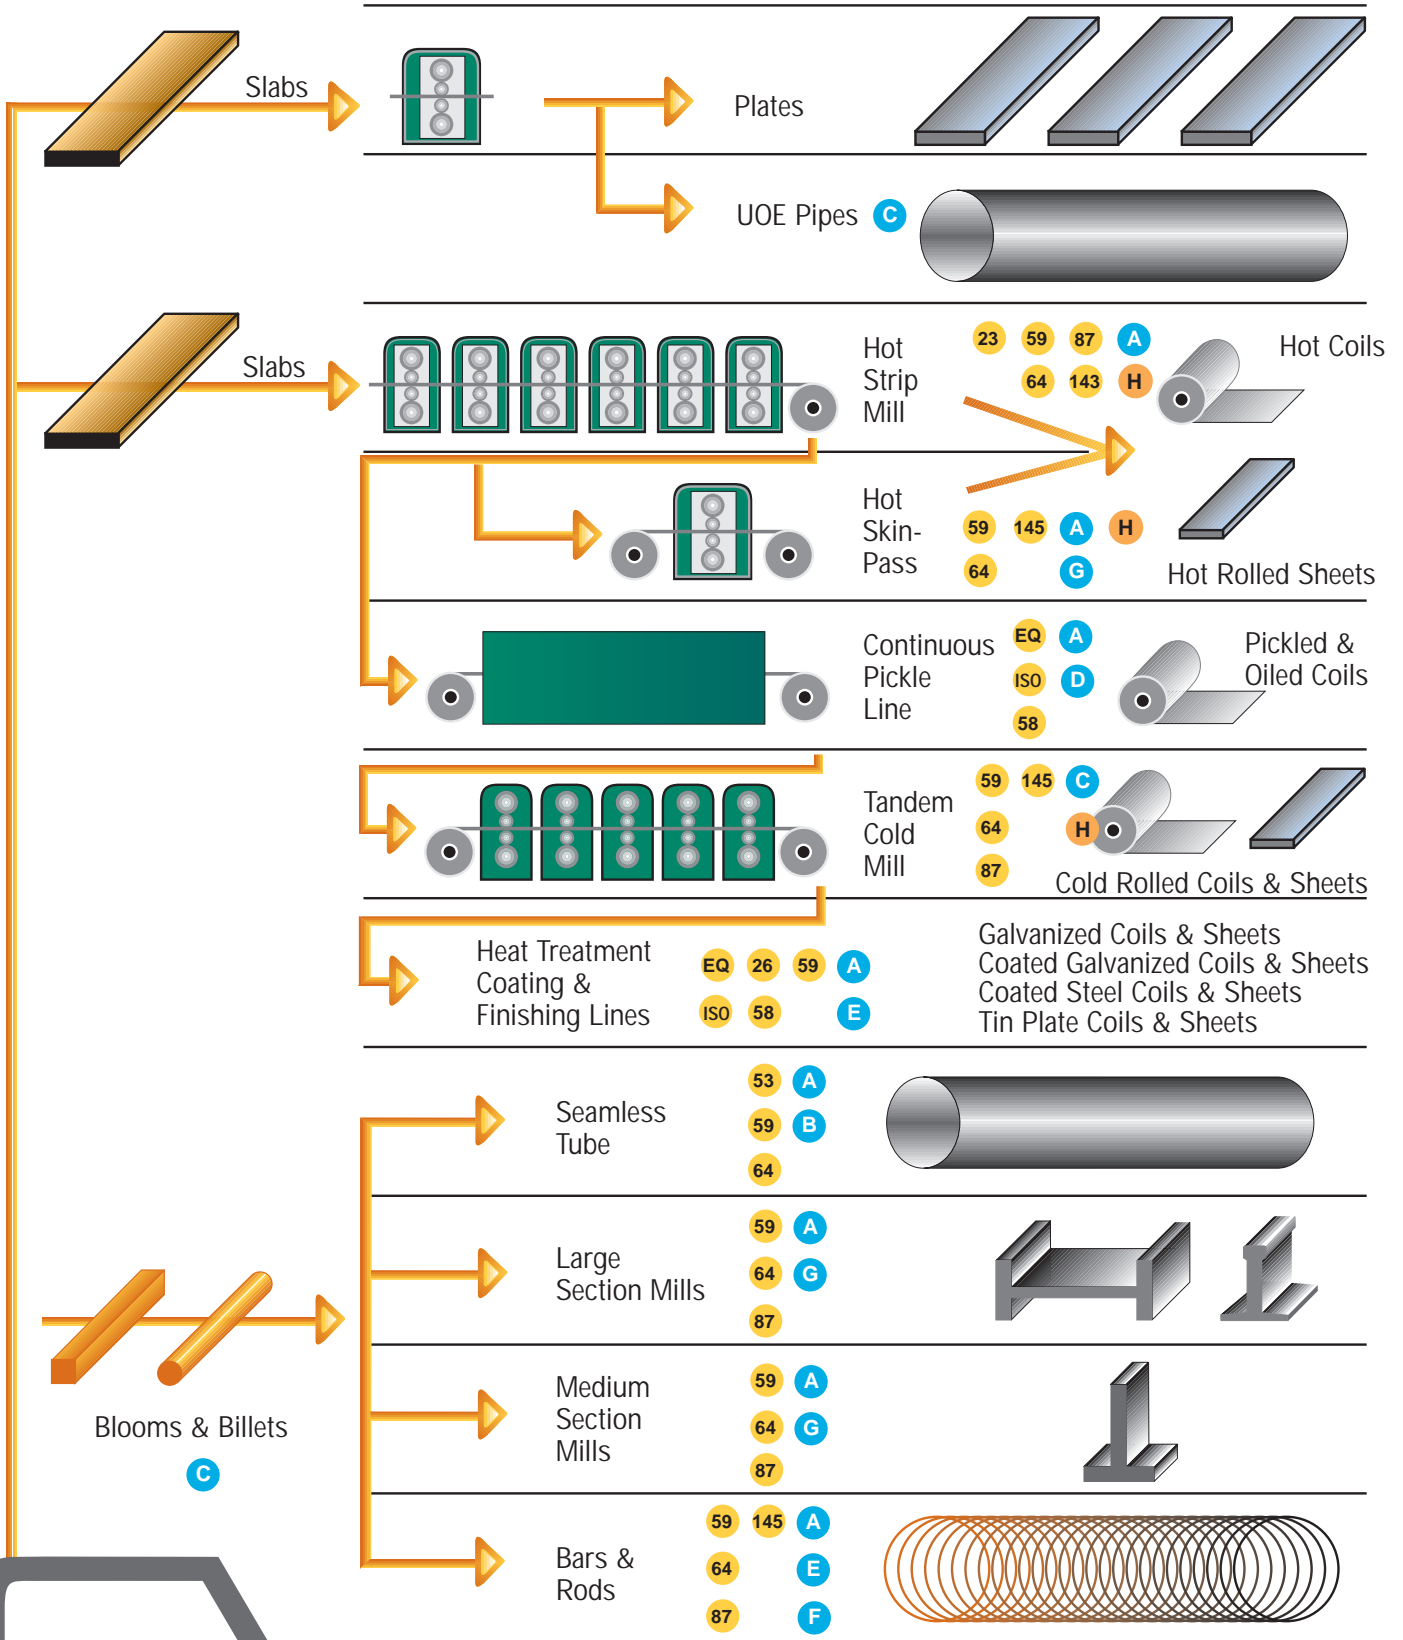 Slabs
Plates
UOE Pipes C
Slabs
Hot
Strip
Mill
23 59 87 A
64 143 H
Hot Coils
Hot
Skin-
Pass
59 145 A H
64 G
Hot Rolled Sheets
Continuous
Pickle
Line
EQ A
ISO D
58
Pickled &
Oiled Coils
Tandem
Cold
Mill
59 145 C
64 H
87
Cold Rolled Coils & Sheets
Heat Treatment
Coating &
Finishing Lines
EQ 26 59 A
ISO 58 E
Galvanized Coils & Sheets
Coated Galvanized Coils & Sheets
Coated Steel Coils & Sheets
Tin Plate Coils & Sheets
Seamless
Tube
53 A
59 B
64
Large
Section Mills
59 A
64 G
87
Blooms & Billets
C
Medium
Section
Mills
59 A
64 G
87
Bars &
Rods
59 145 A
64 E
87 F